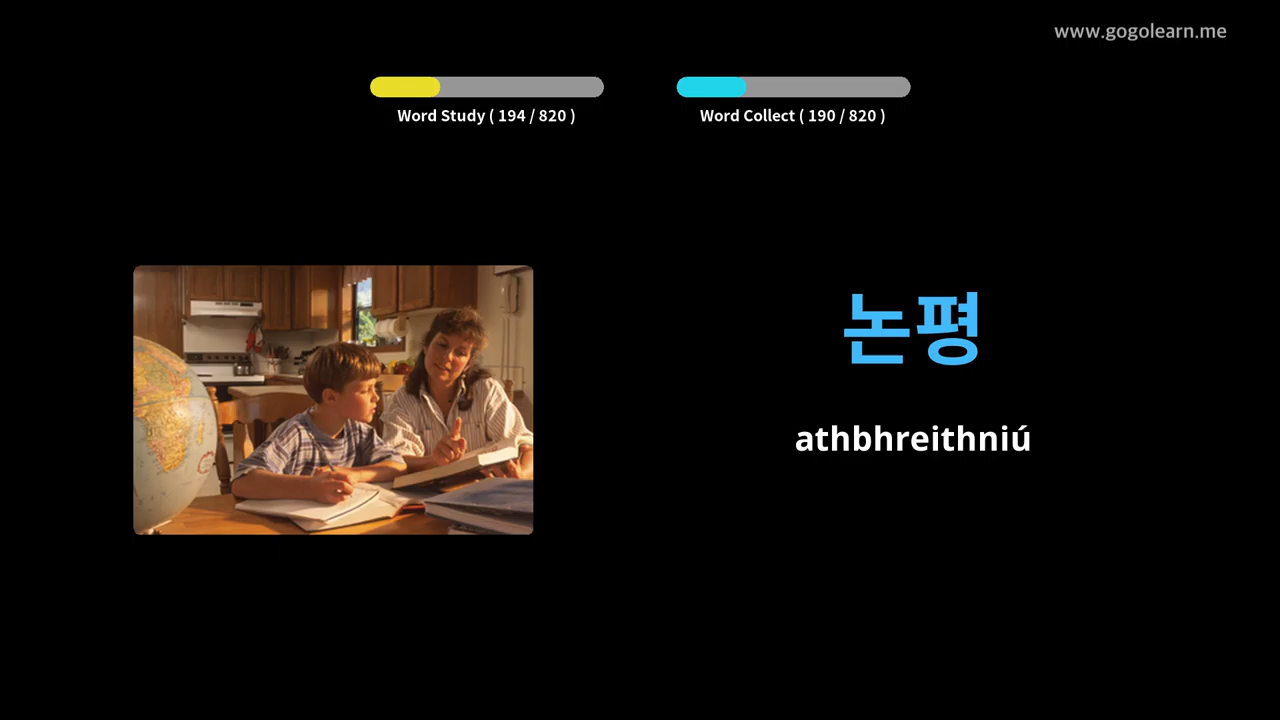 www.gogolearn.me
Word Study ( 194 / 820 )
Word Collect ( 190 / 820 )
논평
athbhreithniú